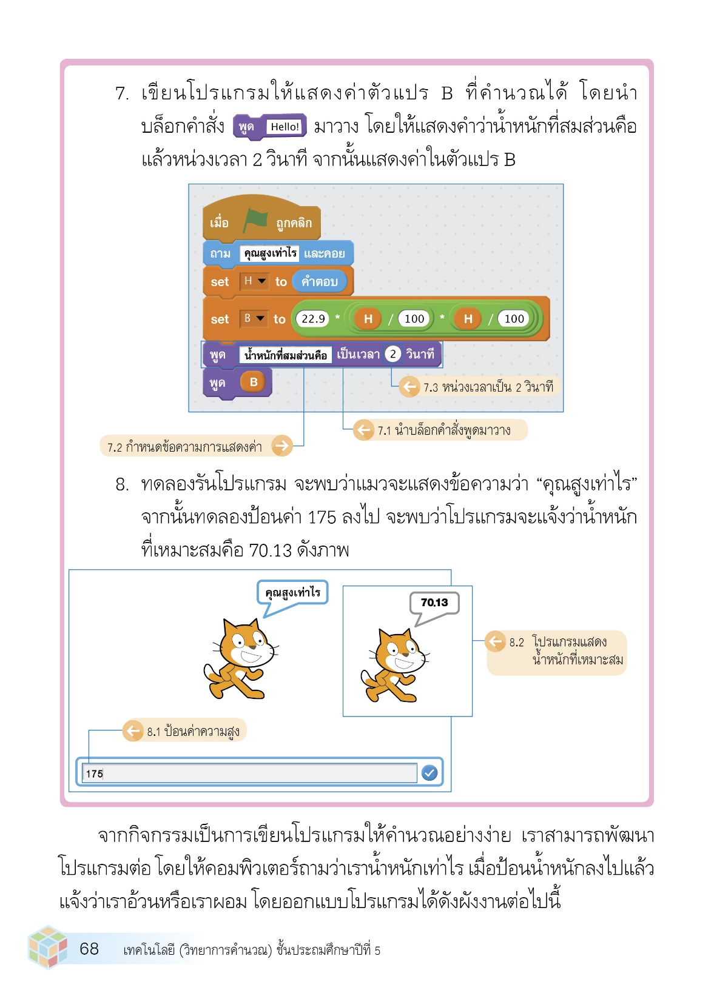 7. เขียนโปรแกรมให้แสดงค่าตัวแปร B ที่คำนวณได้ โดยนำ
บล็อกคำสั่ง พูด Hello! มาวาง โดยให้แสดงคำว่าน้ำหนักที่สมส่วนคือ
แล้วหน่วงเวลา 2 วินาที จากนั้นแสดงค่าในตัวแปร B
เมื่อ ถูกคลิก
ถาม คุณสูงเท่าไร และคอย
set H to คำตอบ
set B to 22.9 * H / 100 * H / 100
พูด น้ำหนักที่สมส่วนคือ เป็นเวลา 2 วินาที
พูด B
7.3 หน่วงเวลาเป็น 2 วินาที
7.1 นำบล็อกคำสั่งพูดมาวาง
7.2 กำหนดข้อความการแสดงค่า
8. ทดลองรันโปรแกรม จะพบว่าแมวจะแสดงข้อความว่า “คุณสูงเท่าไร”
จากนั้นทดลองป้อนค่า 175 ลงไป จะพบว่าโปรแกรมจะแจ้งว่าน้ำหนัก
ที่เหมาะสมคือ 70.13 ดังภาพ
คุณสูงเท่าไร
70.13
8.2 โปรแกรมแสดง
น้ำหนักที่เหมาะสม
8.1 ป้อนค่าความสูง
175
จากกิจกรรมเป็นการเขียนโปรแกรมให้คำนวณอย่างง่าย เราสามารถพัฒนา
โปรแกรมต่อ โดยให้คอมพิวเตอร์ถามว่าเราน้ำหนักเท่าไร เมื่อป้อนน้ำหนักลงไปแล้ว
แจ้งว่าเราอ้วนหรือเราผอม โดยออกแบบโปรแกรมได้ดังผังงานต่อไปนี้
68 เทคโนโลยี (วิทยาการคำนวณ) ชั้นประถมศึกษาปีที่ 5